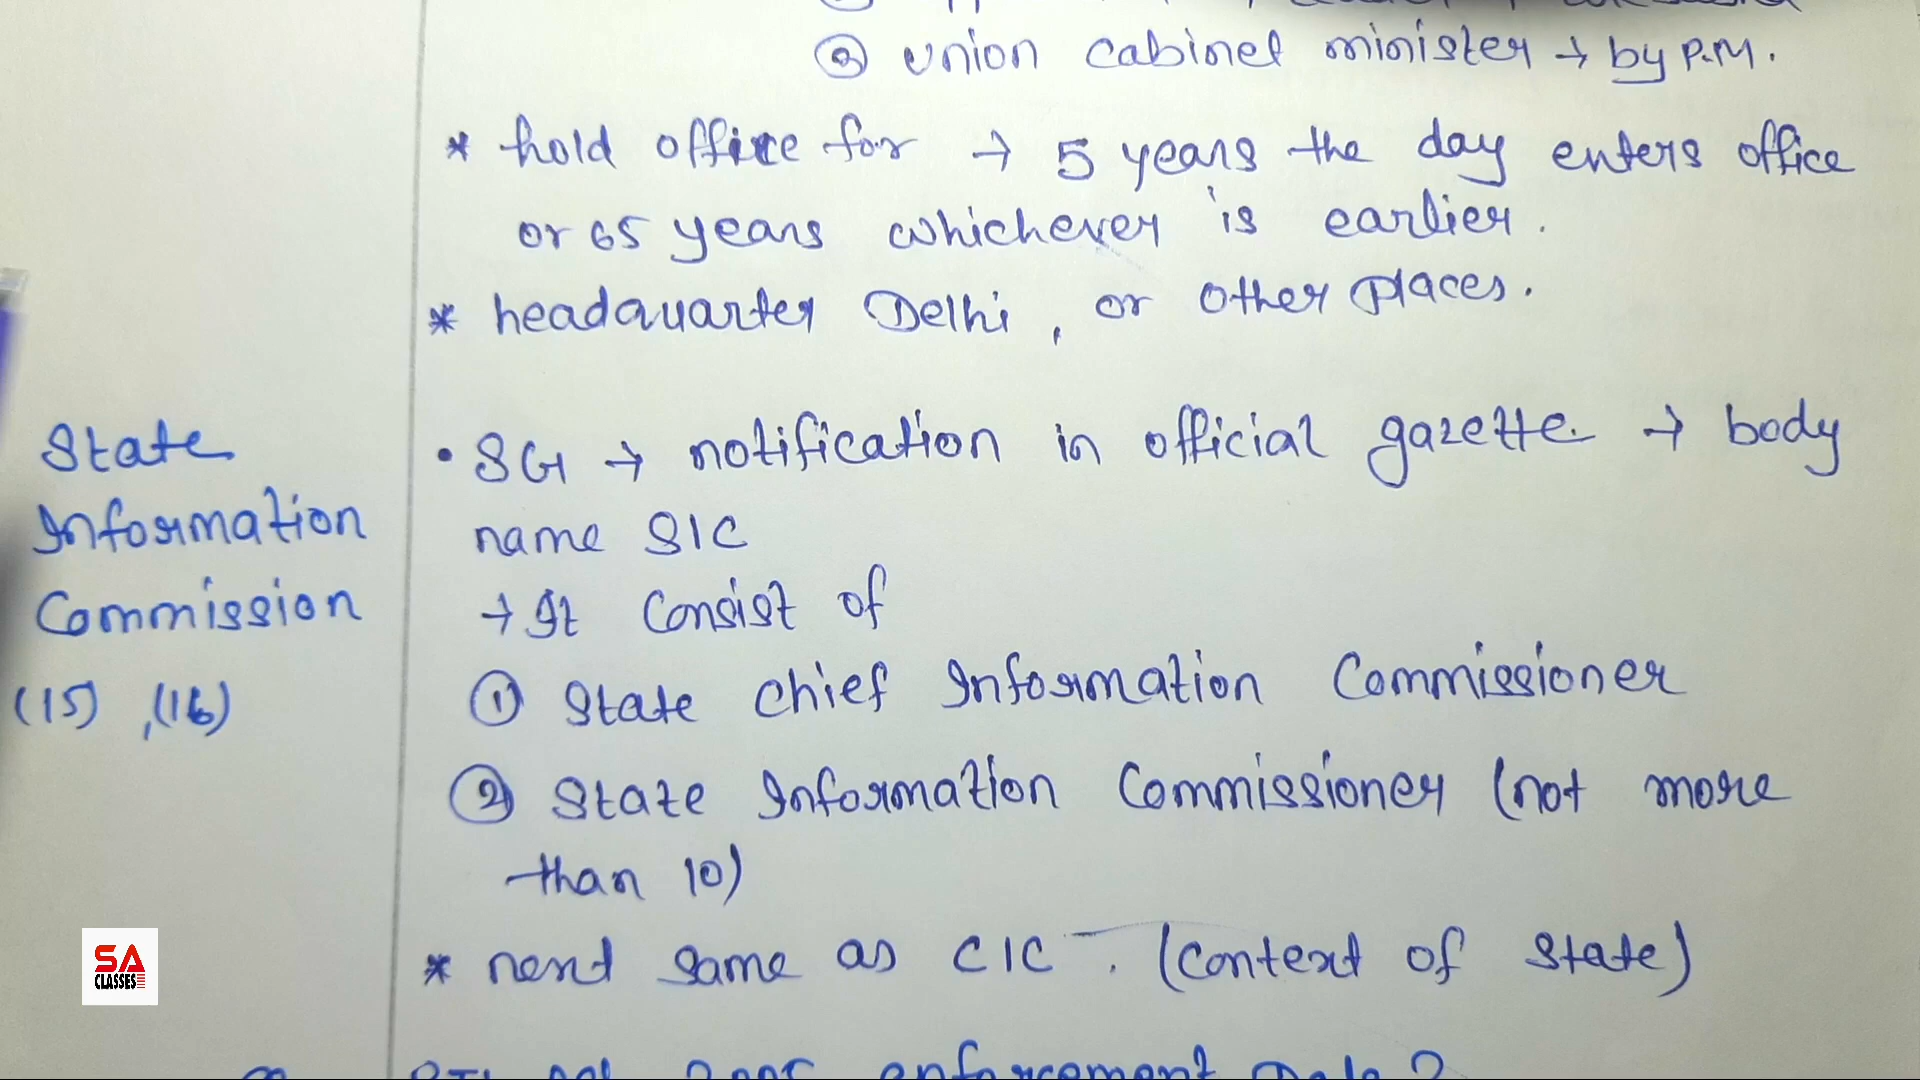 ③ union cabinet minister → by P.M.
* hold office for → 5 years the day enters office
or 65 years whichever is earlier.
* headquarter Delhi, or other places.
State
Information
Commission
(15), (16)
• SG → notification in official gazette. → body
name SIC
→ It consist of
① State chief Information Commissioner
② State Information Commissioner (not more
than 10)
* next same as CIC. (context of state)
enforcement Date?
SA
CLASSES